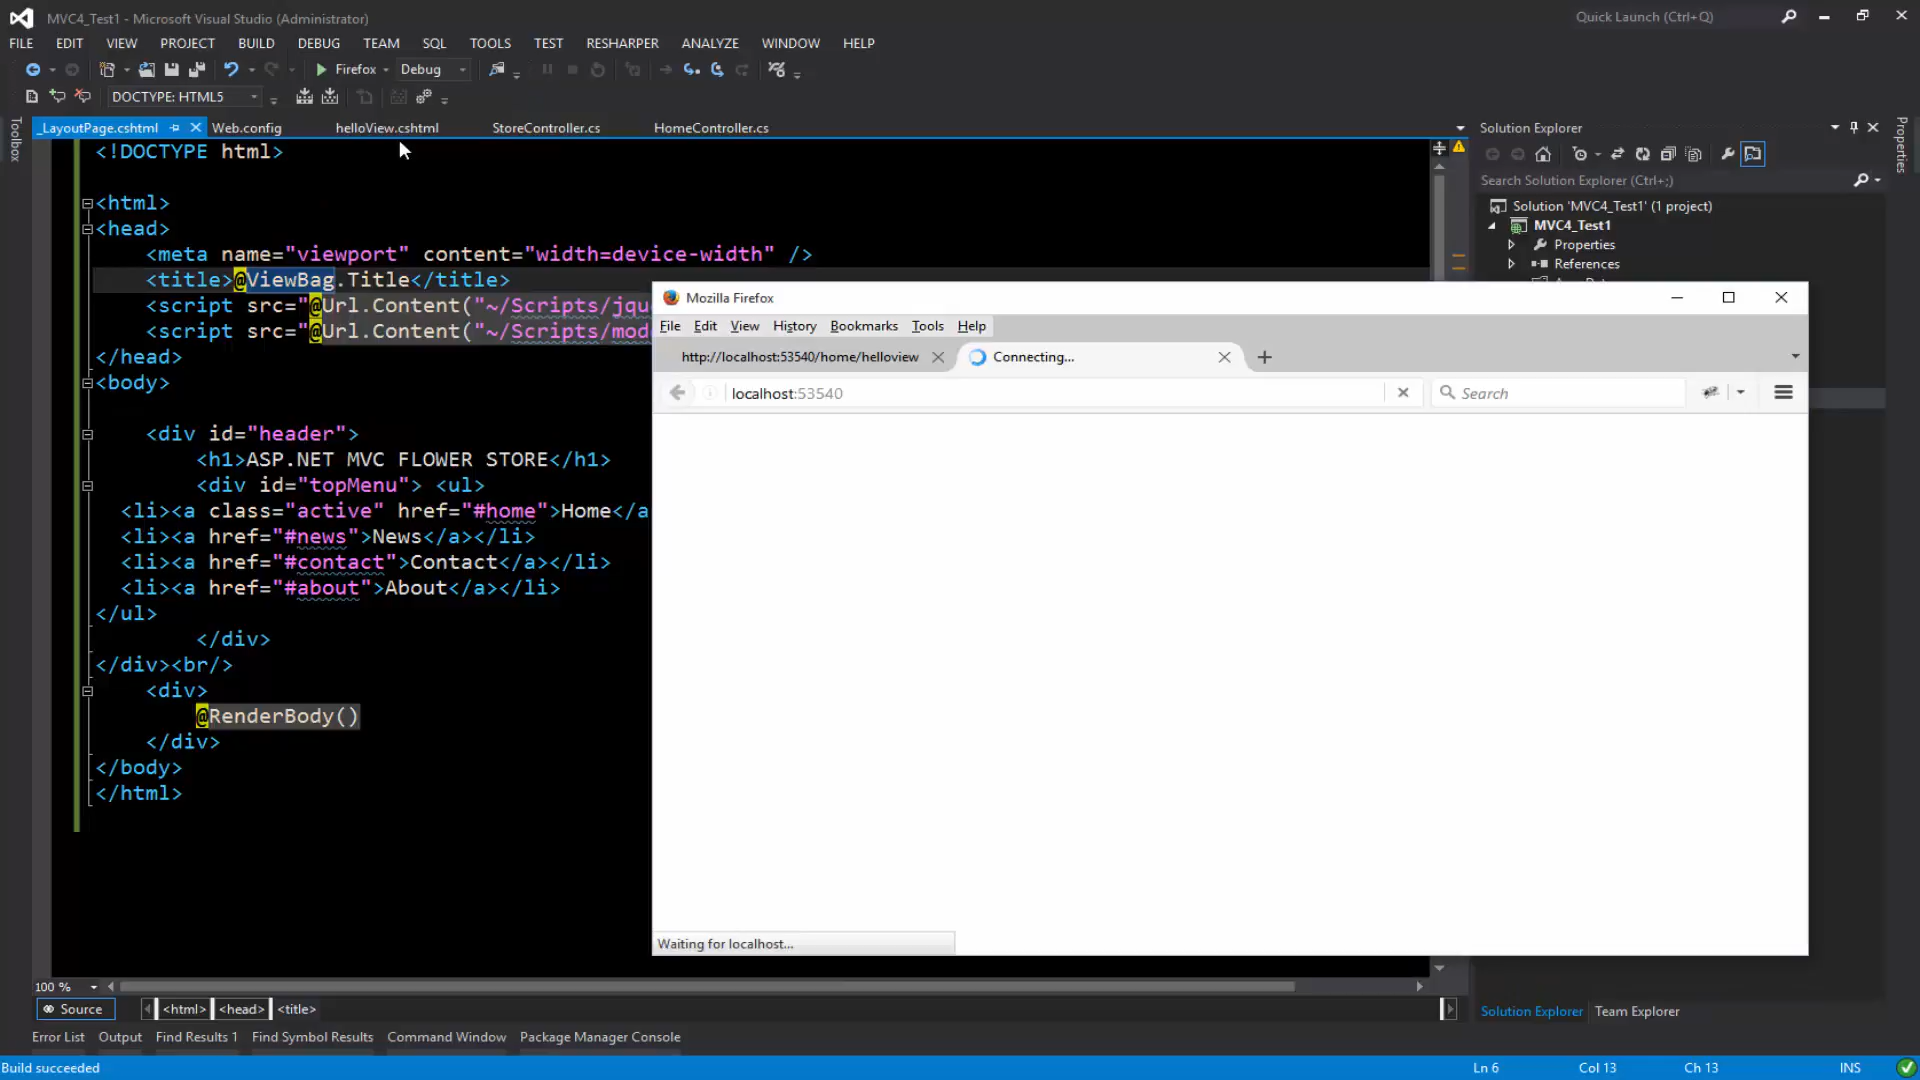 MVC4_Test1 - Microsoft Visual Studio (Administrator)
Quick Launch (Ctrl+Q)
FILE EDIT VIEW PROJECT BUILD DEBUG TEAM SQL TOOLS TEST RESHARPER ANALYZE WINDOW HELP
Firefox Debug
DOCTYPE: HTML5
_LayoutPage.cshtml Web.config helloView.cshtml StoreController.cs HomeController.cs
Toolbox
<!DOCTYPE html>
<html>
<head>
<meta name="viewport" content="width=device-width" />
<title>@ViewBag.Title</title>
<script src="@Url.Content("~/Scripts/jqu
<script src="@Url.Content("~/Scripts/mod
</head>
<body>
<div id="header">
<h1>ASP.NET MVC FLOWER STORE</h1>
<div id="topMenu"> <ul>
<li><a class="active" href="#home">Home</a
<li><a href="#news">News</a></li>
<li><a href="#contact">Contact</a></li>
<li><a href="#about">About</a></li>
</ul>
</div>
</div><br/>
<div>
@RenderBody()
</div>
</body>
</html>
Mozilla Firefox
File Edit View History Bookmarks Tools Help
http://localhost:53540/home/helloview Connecting...
localhost:53540
Search
Waiting for localhost...
Solution Explorer
Search Solution Explorer (Ctrl+;)
Solution 'MVC4_Test1' (1 project)
MVC4_Test1
Properties
References
Properties
Solution Explorer Team Explorer
100 %
Source <html> <head> <title>
Error List Output Find Results 1 Find Symbol Results Command Window Package Manager Console
Build succeeded Ln 6 Col 13 Ch 13 INS